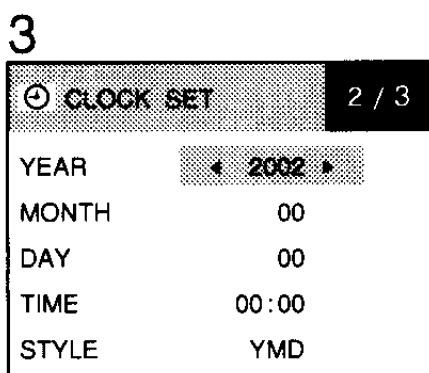 3
CLOCK SET 2 / 3
YEAR 2002
MONTH 00
DAY 00
TIME 00:00
STYLE YMD